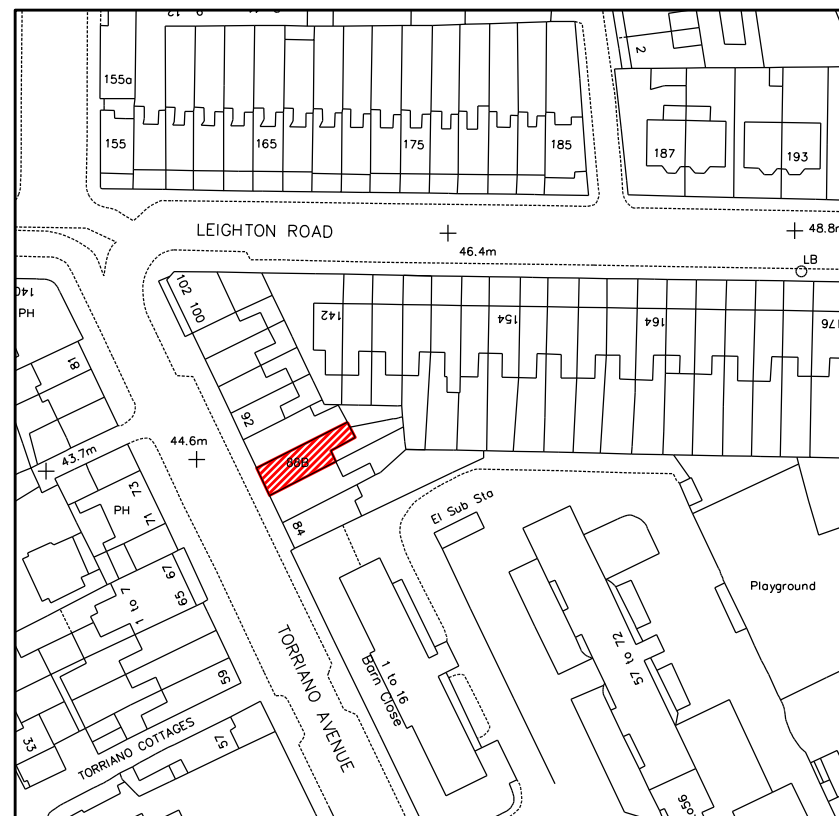 155a
2
155
165
175
185
187
193
LEIGHTON ROAD
46.4m
48.8m
LB
140
PH
102
100
142
154
164
176
81
92
44.6m
43.7m
88B
73
PH
71
84
El Sub Sta
67
65
1 to 7
Playground
57 to 72
TORRIANO AVENUE
1 to 16
Barn Close
59
33
57
TORRIANO COTTAGES